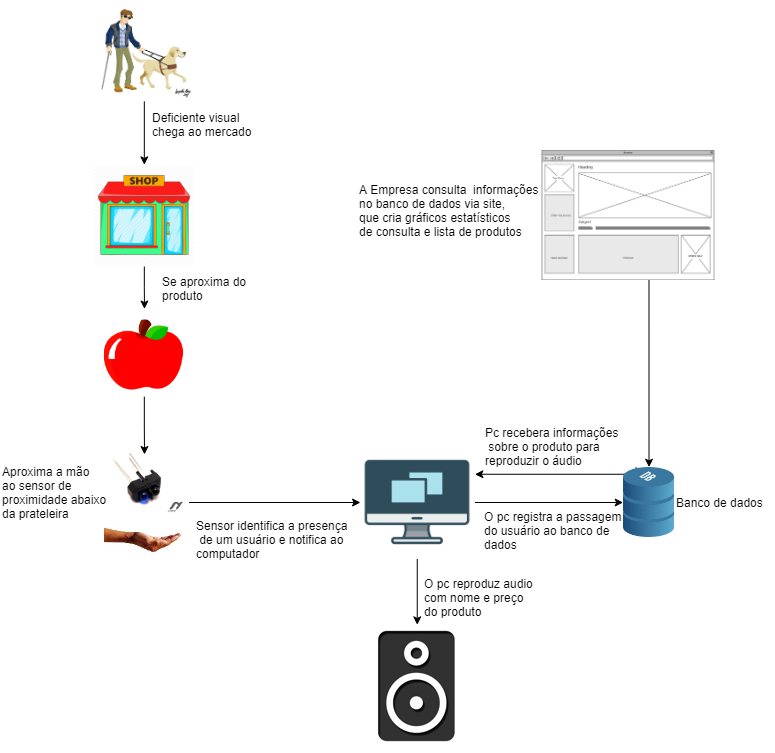 Deficiente visual
chega ao mercado
SHOP
A Empresa consulta informações
no banco de dados via site,
que cria gráficos estatísticos
de consulta e lista de produtos
Heading
Se aproxima do
produto
Aproxima a mão
ao sensor de
proximidade abaixo
da prateleira
Sensor identifica a presença
de um usuário e notifica ao
computador
Pc recebera informações
sobre o produto para
reproduzir o áudio
DB
Banco de dados
O pc registra a passagem
do usuário ao banco de
dados
O pc reproduz audio
com nome e preço
do produto